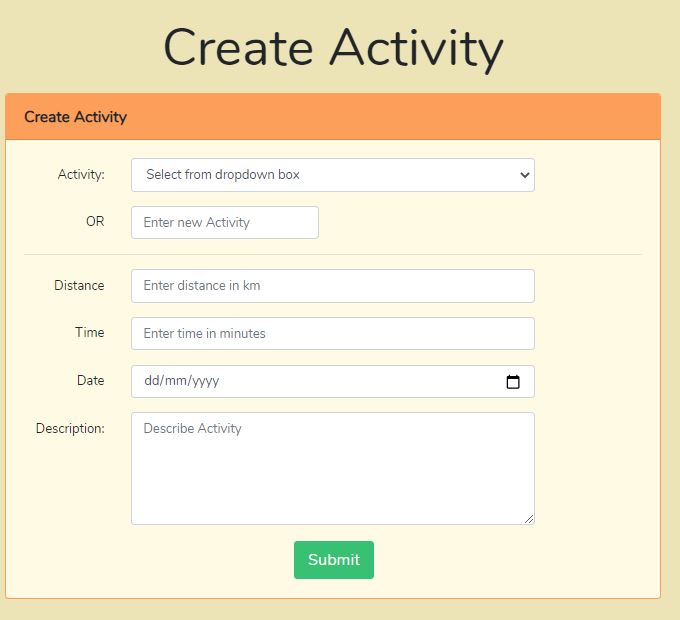 Create Activity
Create Activity
Activity: Select from dropdown box
OR Enter new Activity
Distance Enter distance in km
Time Enter time in minutes
Date dd/mm/yyyy
Description: Describe Activity
Submit